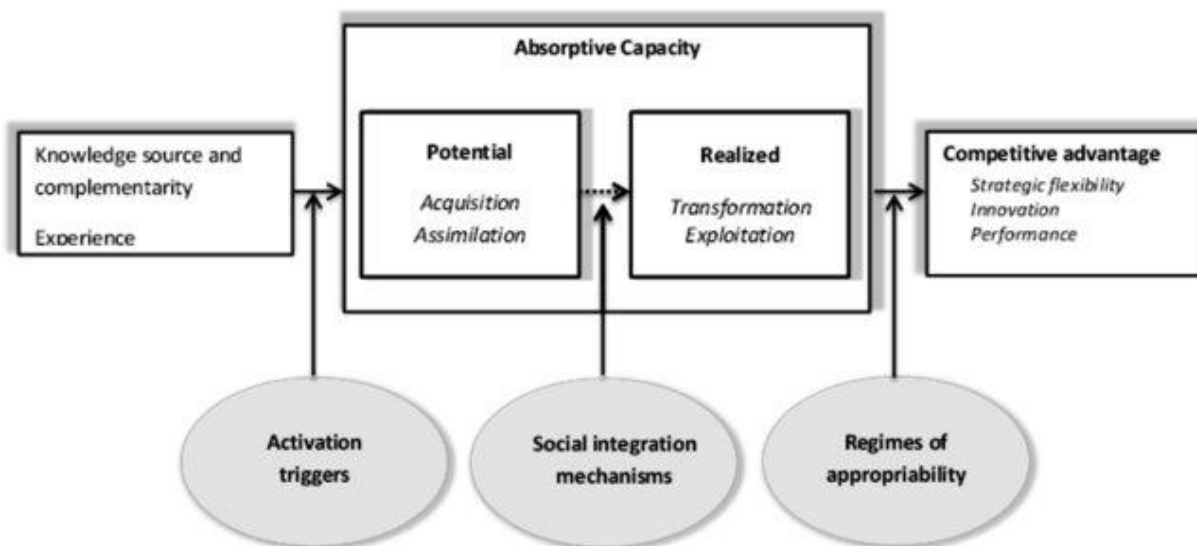 Absorptive Capacity
Knowledge source and
complementarity
Experience
Potential
Acquisition
Assimilation
Realized
Transformation
Exploitation
Competitive advantage
Strategic flexibility
Innovation
Performance
Activation
triggers
Social integration
mechanisms
Regimes of
appropriability